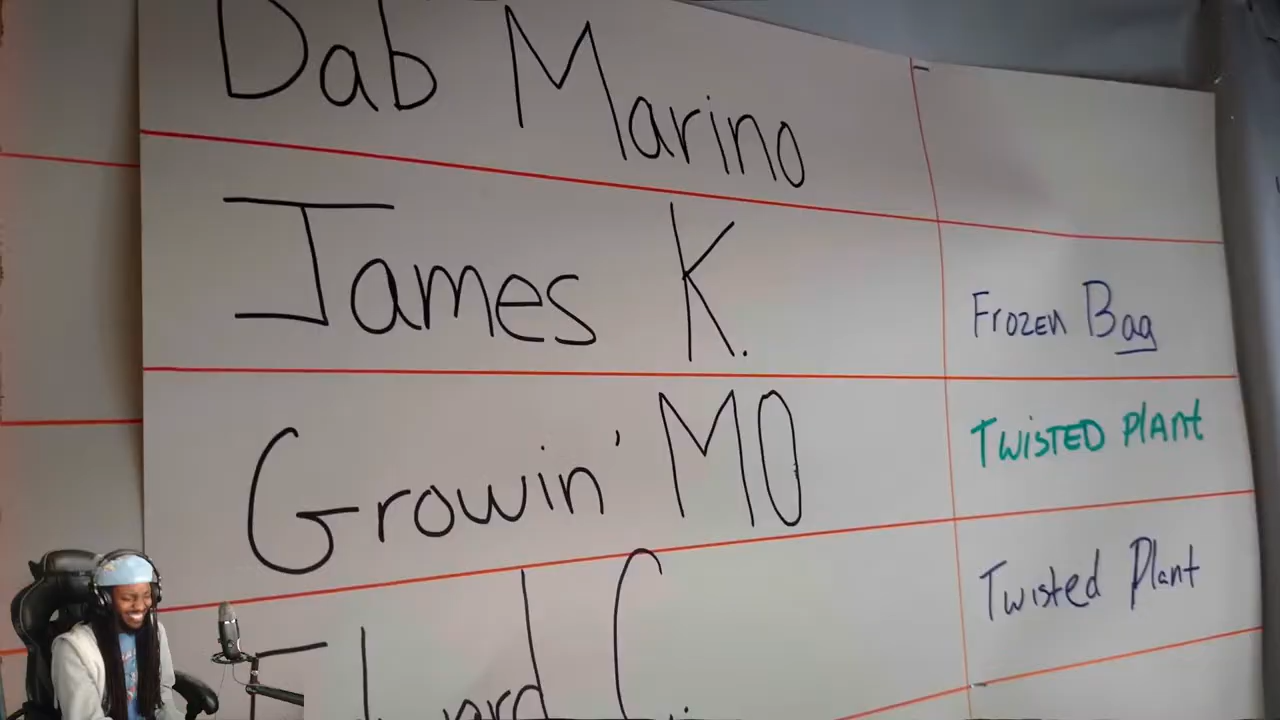 Dab Marino
James K. Frozen Bag
Growin' MO Twisted Plant
Twisted Plant